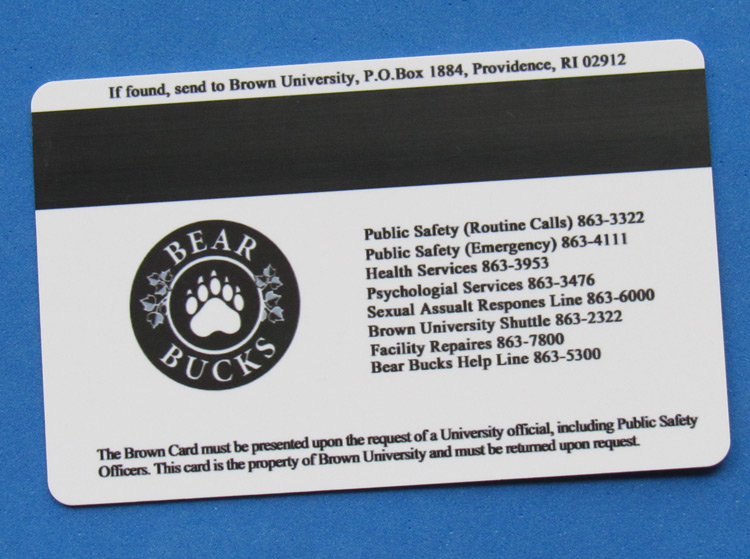 If found, send to Brown University, P.O.Box 1884, Providence, RI 02912
BEAR
BUCKS
Public Safety (Routine Calls) 863-3322
Public Safety (Emergency) 863-4111
Health Services 863-3953
Psychologial Services 863-3476
Sexual Assualt Respones Line 863-6000
Brown University Shuttle 863-2322
Facility Repaires 863-7800
Bear Bucks Help Line 863-5300
The Brown Card must be presented upon the request of a University official, including Public Safety
Officers. This card is the property of Brown University and must be returned upon request.